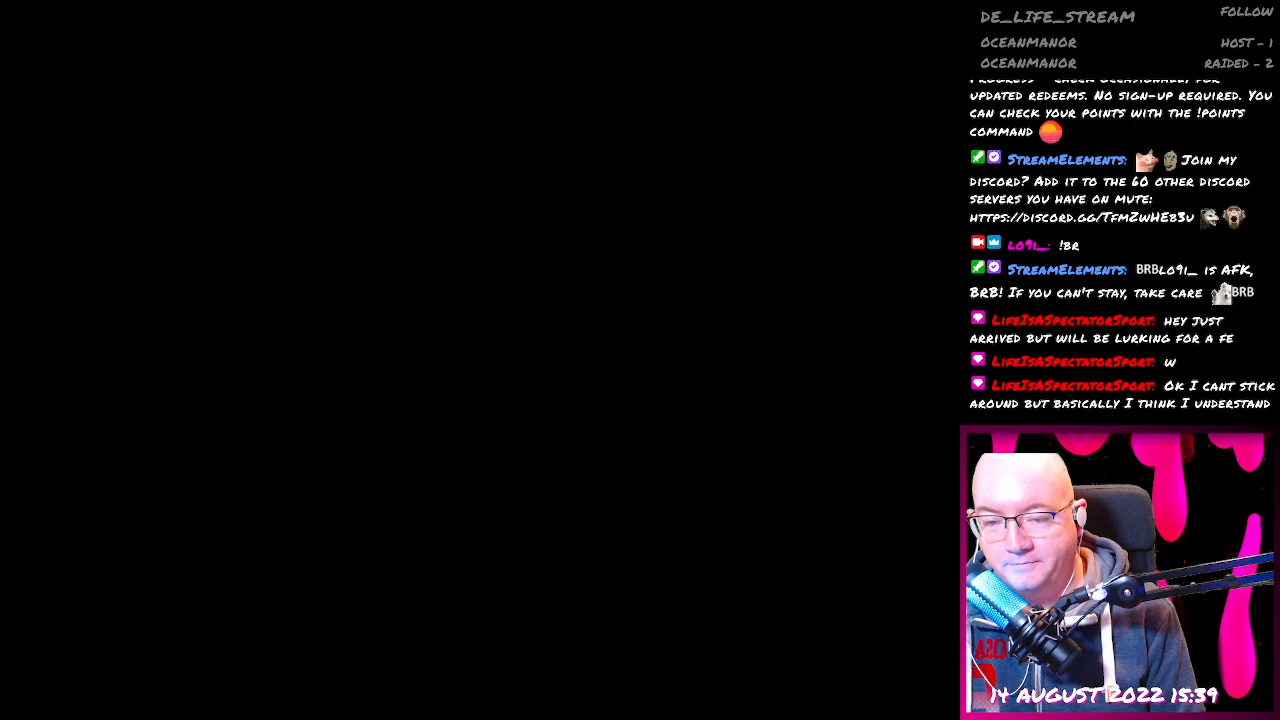 DE_LIFE_STREAM FOLLOW
OCEANMANOR HOST - 1
OCEANMANOR RAIDED - 2
UPDATED REDEEMS. NO SIGN-UP REQUIRED. YOU
CAN CHECK YOUR POINTS WITH THE !POINTS
COMMAND
STREAMELEMENTS: JOIN MY
DISCORD? ADD IT TO THE 60 OTHER DISCORD
SERVERS YOU HAVE ON MUTE:
HTTPS://DISCORD.GG/TFMZWHEB3U
LO9I_: !BR
STREAMELEMENTS: BRB LO9I_ IS AFK,
BRB! IF YOU CAN'T STAY, TAKE CARE BRB
LIFEISASPECTATORSPORT: HEY JUST
ARRIVED BUT WILL BE LURKING FOR A FE
LIFEISASPECTATORSPORT: W
LIFEISASPECTATORSPORT: OK I CANT STICK
AROUND BUT BASICALLY I THINK I UNDERSTAND
14 AUGUST 2022 15:39